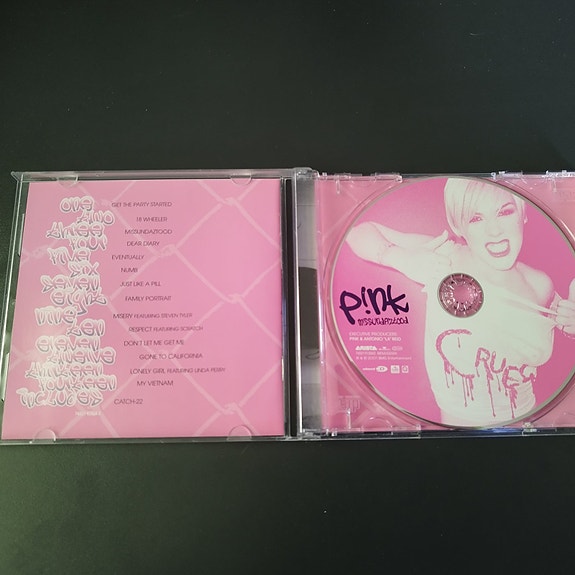 ONE
TWO
THREE
FOUR
FIVE
SIX
SEVEN
EIGHT
NINE
TEN
ELEVEN
TWELVE
THIRTEEN
FOURTEEN
INCLUDES
GET THE PARTY STARTED
18 WHEELER
M!SSUNDAZTOOD
DEAR DIARY
EVENTUALLY
NUMB
JUST LIKE A PILL
FAMILY PORTRAIT
MISERY FEATURING STEVEN TYLER
RESPECT FEATURING SCRATCH
DON'T LET ME GET ME
GONE TO CALIFORNIA
LONELY GIRL FEATURING LINDA PERRY
MY VIETNAM
CATCH-22
P!nk
m!ssundaztood
EXECUTIVE PRODUCERS:
PINK & ANTONIO "LA" REID
ARISTA
CRUE